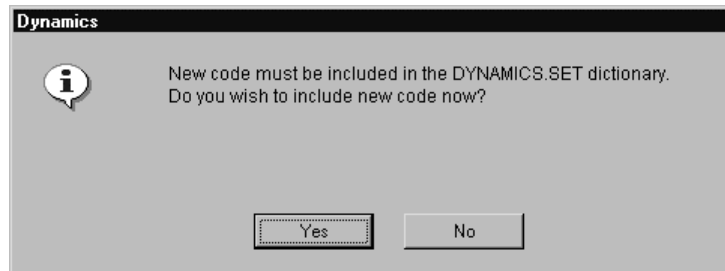 Dynamics
New code must be included in the DYNAMICS.SET dictionary.
Do you wish to include new code now?
Yes
No